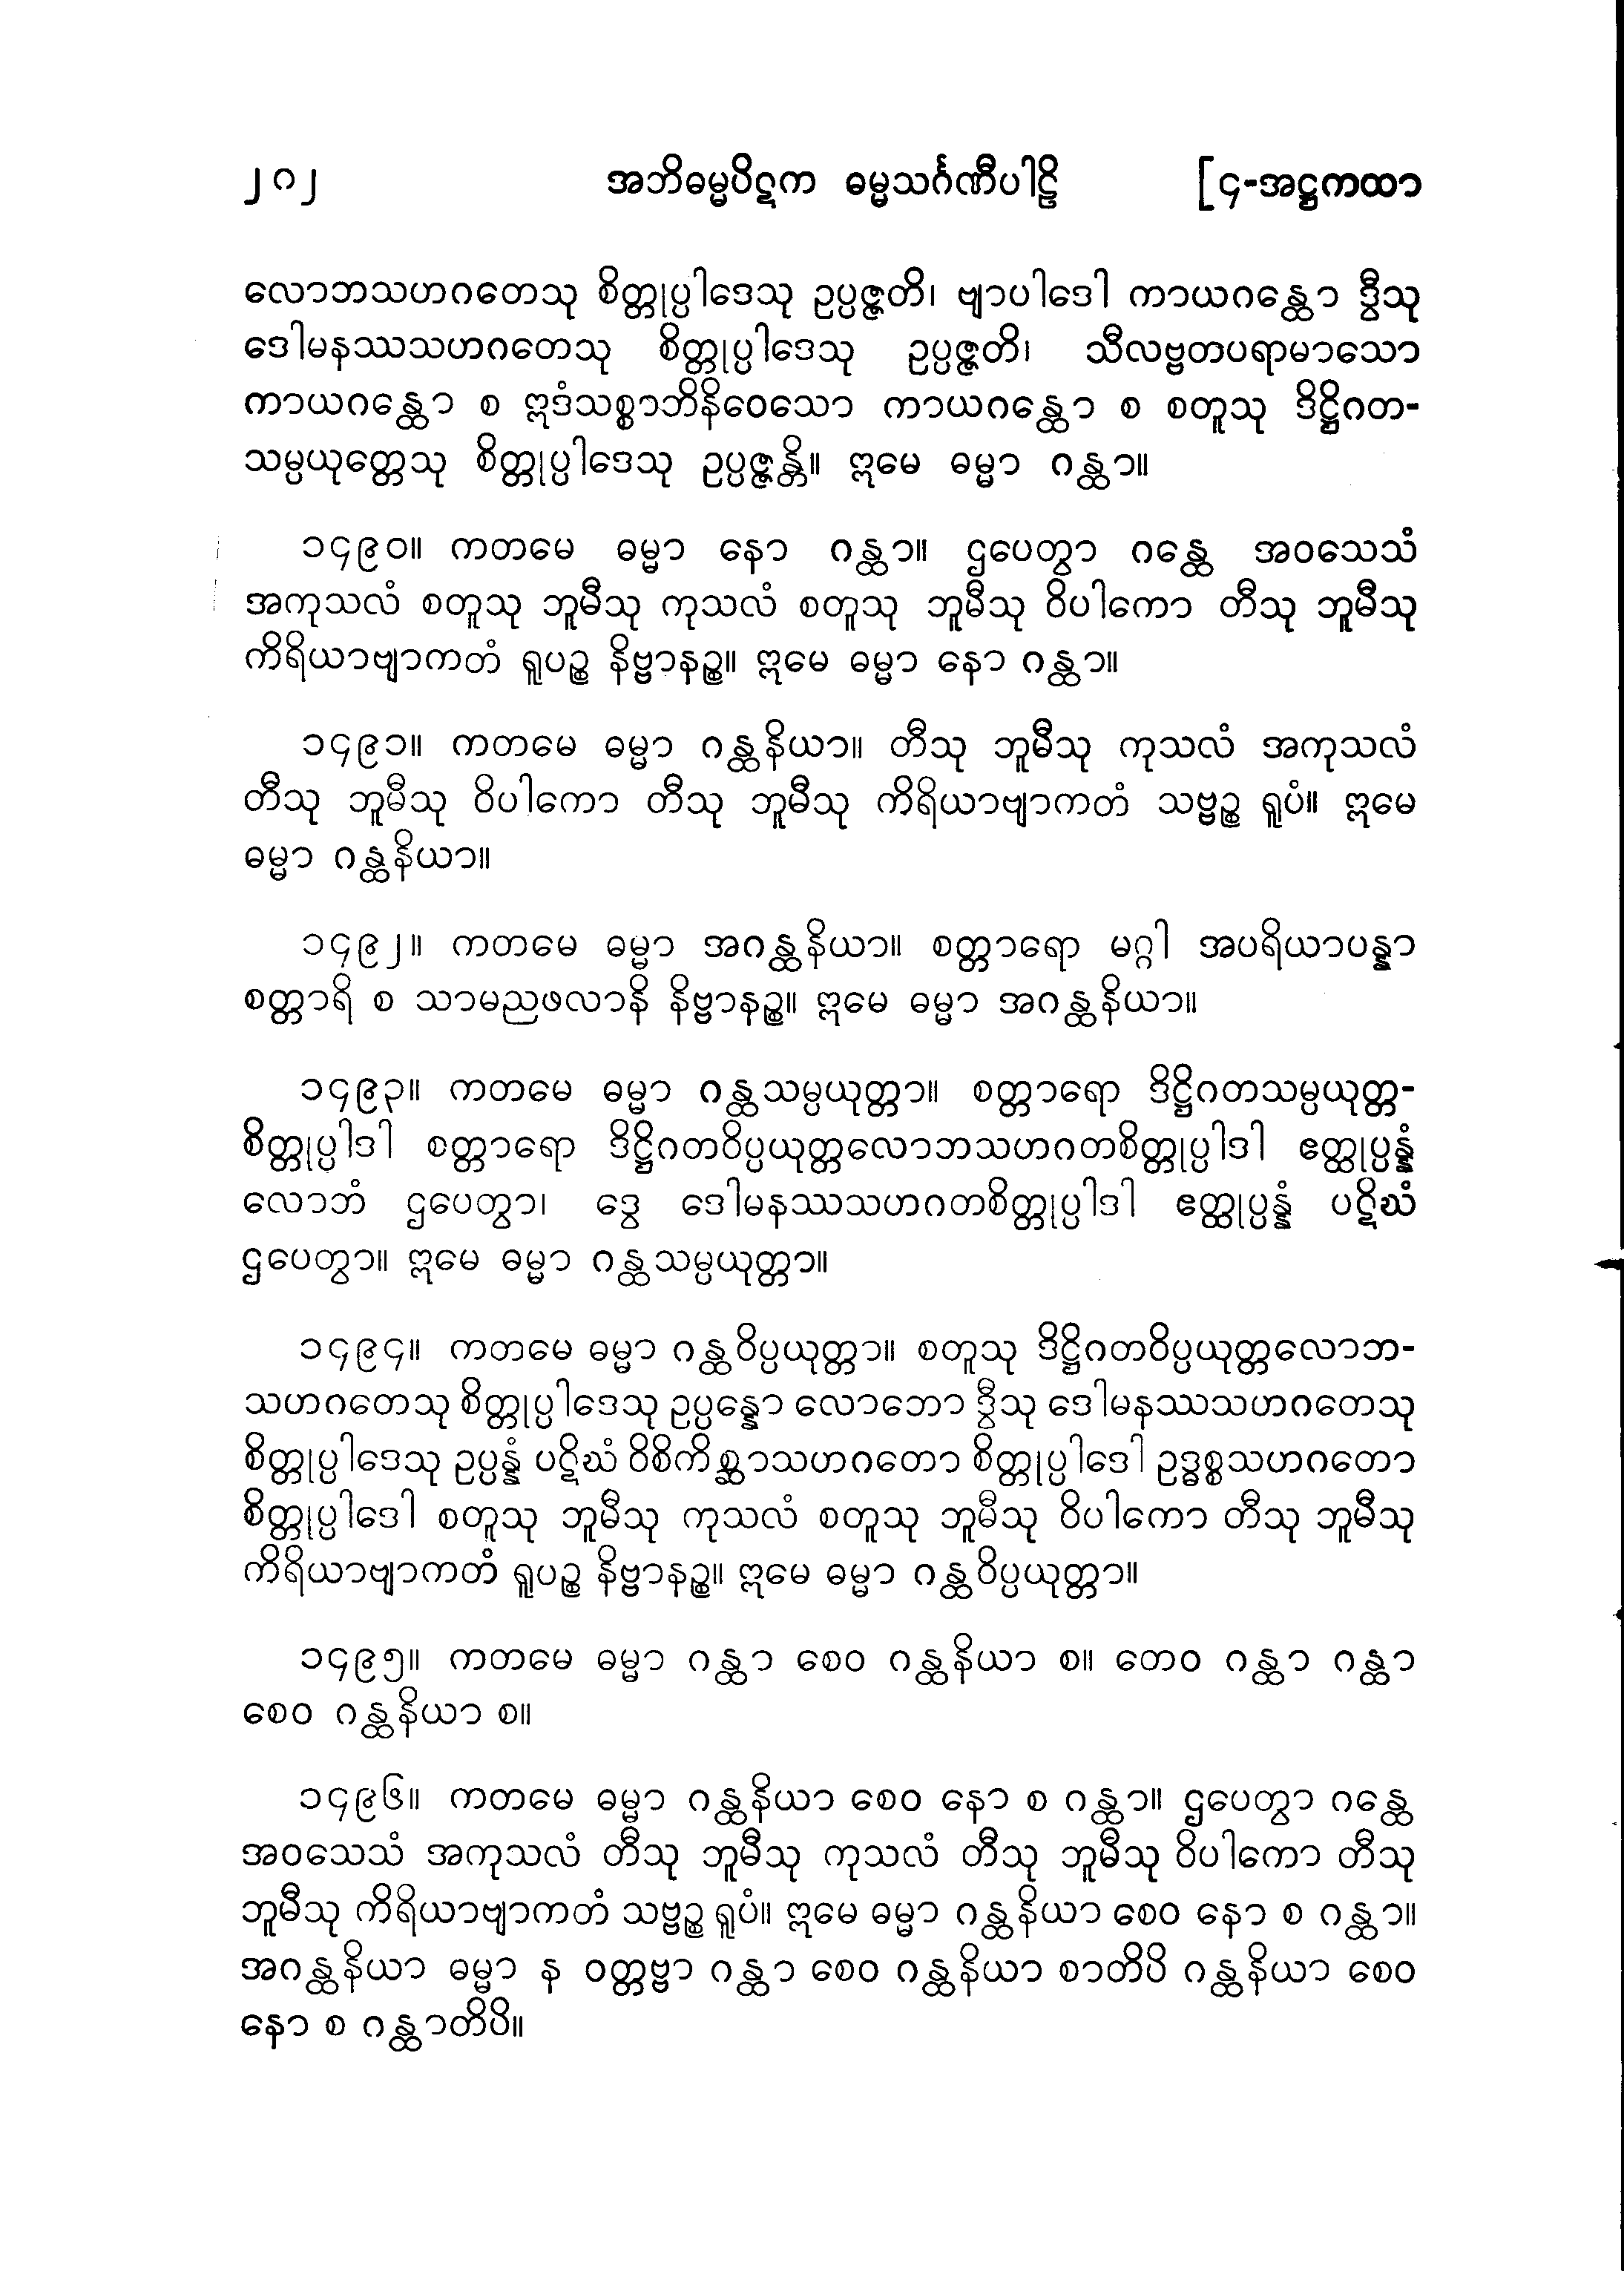 ၂၀၂ အဘိဓမ္မပိဋက ဓမ္မသင်္ဂဏီပါဠိ [၄-အဋ္ဌကထာ
လောဘသဟဂတေသု စိတ္တုပ္ပါဒေသု ဥပ္ပဇ္ဇတိ၊ ဗျာပါဒေါ ကာယဂန္ထော ဒွီသု
ဒေါမနဿသဟဂတေသု စိတ္တုပ္ပါဒေသု ဥပ္ပဇ္ဇတိ၊ သီလဗ္ဗတပရာမာသော
ကာယဂန္ထော စ ဣဒံသစ္စာဘိနိဝေသော ကာယဂန္ထော စ စတူသု ဒိဋ္ဌိဂတ-
သမ္ပယုတ္တေသု စိတ္တုပ္ပါဒေသု ဥပ္ပဇ္ဇန္တိ။ ဣမေ ဓမ္မာ ဂန္ထာ။
၁၄၉၀။ ကတမေ ဓမ္မာ နော ဂန္ထာ။ ဌပေတွာ ဂန္ထေ အဝသေသံ
အကုသလံ စတူသု ဘူမီသု ကုသလံ စတူသု ဘူမီသု ဝိပါကော တီသု ဘူမီသု
ကိရိယာဗျာကတံ ရူပဉ္စ နိဗ္ဗာနဉ္စ။ ဣမေ ဓမ္မာ နော ဂန္ထာ။
၁၄၉၁။ ကတမေ ဓမ္မာ ဂန္ထနိယာ။ တီသု ဘူမီသု ကုသလံ အကုသလံ
တီသု ဘူမီသု ဝိပါကော တီသု ဘူမီသု ကိရိယာဗျာကတံ သဗ္ဗဉ္စ ရူပံ။ ဣမေ
ဓမ္မာ ဂန္ထနိယာ။
၁၄၉၂။ ကတမေ ဓမ္မာ အဂန္ထနိယာ။ စတ္တာရော မဂ္ဂါ အပရိယာပန္နာ
စတ္တာရိ စ သာမညဖလာနိ နိဗ္ဗာနဉ္စ။ ဣမေ ဓမ္မာ အဂန္ထနိယာ။
၁၄၉၃။ ကတမေ ဓမ္မာ ဂန္ထသမ္ပယုတ္တာ။ စတ္တာရော ဒိဋ္ဌိဂတသမ္ပယုတ္တ-
စိတ္တုပ္ပါဒါ စတ္တာရော ဒိဋ္ဌိဂတဝိပ္ပယုတ္တလောဘသဟဂတစိတ္တုပ္ပါဒါ ဧတ္ထုပ္ပန္နံ
လောဘံ ဌပေတွာ၊ ဒွေ ဒေါမနဿသဟဂတစိတ္တုပ္ပါဒါ ဧတ္ထုပ္ပန္နံ ပဋိဃံ
ဌပေတွာ။ ဣမေ ဓမ္မာ ဂန္ထသမ္ပယုတ္တာ။
၁၄၉၄။ ကတမေ ဓမ္မာ ဂန္ထဝိပ္ပယုတ္တာ။ စတူသု ဒိဋ္ဌိဂတဝိပ္ပယုတ္တလောဘ-
သဟဂတေသု စိတ္တုပ္ပါဒေသု ဥပ္ပန္နော လောဘော ဒွီသု ဒေါမနဿသဟဂတေသု
စိတ္တုပ္ပါဒေသု ဥပ္ပန္နံ ပဋိဃံ ဝိစိကိစ္ဆာသဟဂတော စိတ္တုပ္ပါဒေါ ဥဒ္ဓစ္စသဟဂတော
စိတ္တုပ္ပါဒေါ စတူသု ဘူမီသု ကုသလံ စတူသု ဘူမီသု ဝိပါကော တီသု ဘူမီသု
ကိရိယာဗျာကတံ ရူပဉ္စ နိဗ္ဗာနဉ္စ။ ဣမေ ဓမ္မာ ဂန္ထဝိပ္ပယုတ္တာ။
၁၄၉၅။ ကတမေ ဓမ္မာ ဂန္ထာ စေဝ ဂန္ထနိယာ စ။ တေဝ ဂန္ထာ ဂန္ထာ
စေဝ ဂန္ထနိယာ စ။
၁၄၉၆။ ကတမေ ဓမ္မာ ဂန္ထနိယာ စေဝ နော စ ဂန္ထာ။ ဌပေတွာ ဂန္ထေ
အဝသေသံ အကုသလံ တီသု ဘူမီသု ကုသလံ တီသု ဘူမီသု ဝိပါကော တီသု
ဘူမီသု ကိရိယာဗျာကတံ သဗ္ဗဉ္စ ရူပံ။ ဣမေ ဓမ္မာ ဂန္ထနိယာ စေဝ နော စ ဂန္ထာ။
အဂန္ထနိယာ ဓမ္မာ န ဝတ္တဗ္ဗာ ဂန္ထာ စေဝ ဂန္ထနိယာ စာတိပိ ဂန္ထနိယာ စေဝ
နော စ ဂန္ထာတိပိ။